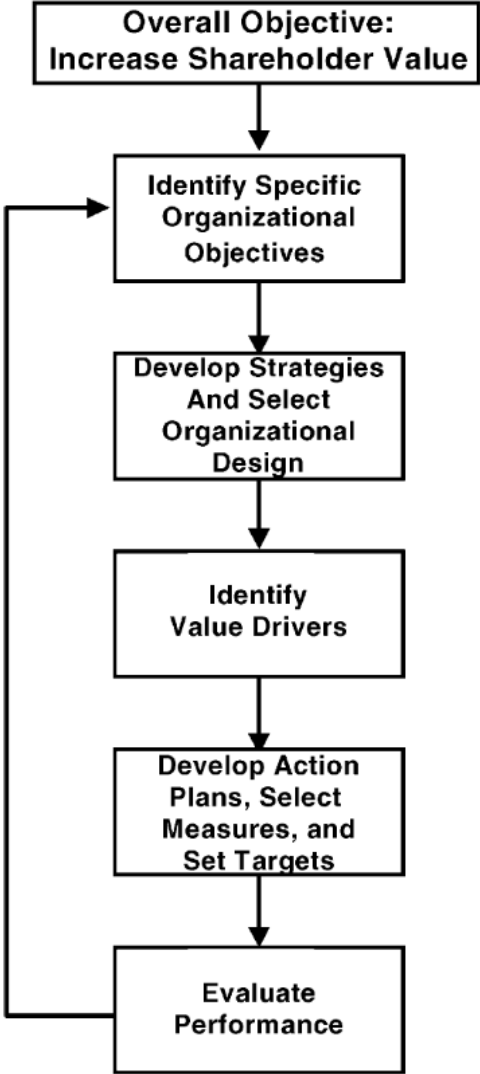 Overall Objective:
Increase Shareholder Value
Identify Specific
Organizational
Objectives
Develop Strategies
And Select
Organizational
Design
Identify
Value Drivers
Develop Action
Plans, Select
Measures, and
Set Targets
Evaluate
Performance